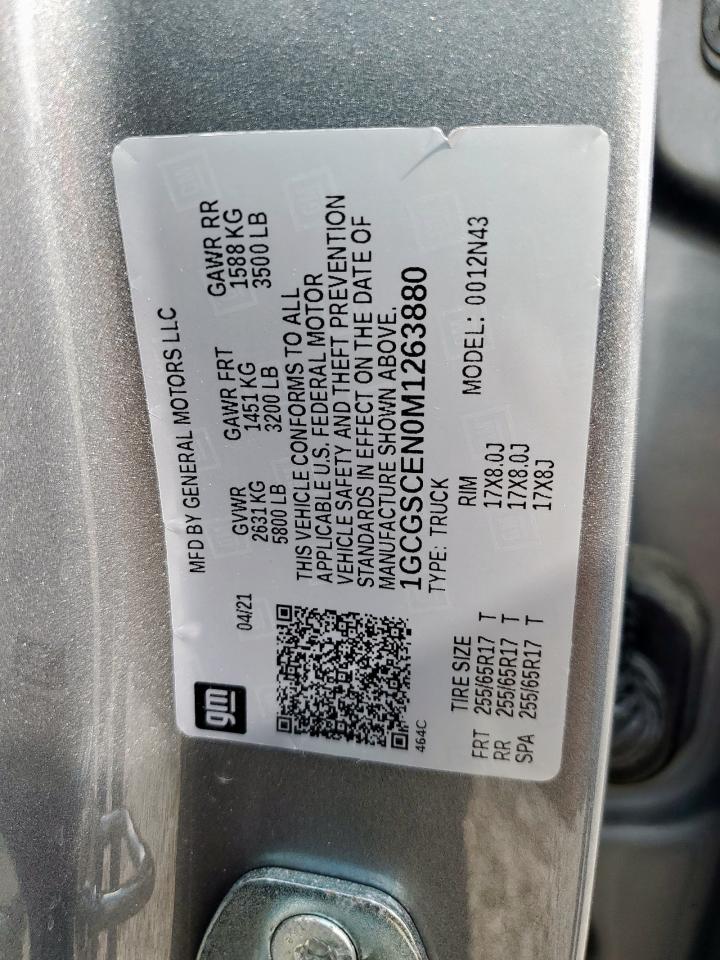 gm
MFD BY GENERAL MOTORS LLC
04/21
GVWR GAWR FRT GAWR RR
2631 KG 1451 KG 1588 KG
5800 LB 3200 LB 3500 LB
THIS VEHICLE CONFORMS TO ALL
APPLICABLE U.S. FEDERAL MOTOR
VEHICLE SAFETY AND THEFT PREVENTION
STANDARDS IN EFFECT ON THE DATE OF
MANUFACTURE SHOWN ABOVE.
1GCGSCEN0M1263880
464C
TYPE: TRUCK MODEL: 0012N43
TIRE SIZE RIM
FRT 255/65R17 T 17X8.0J
RR 255/65R17 T 17X8.0J
SPA 255/65R17 T 17X8J